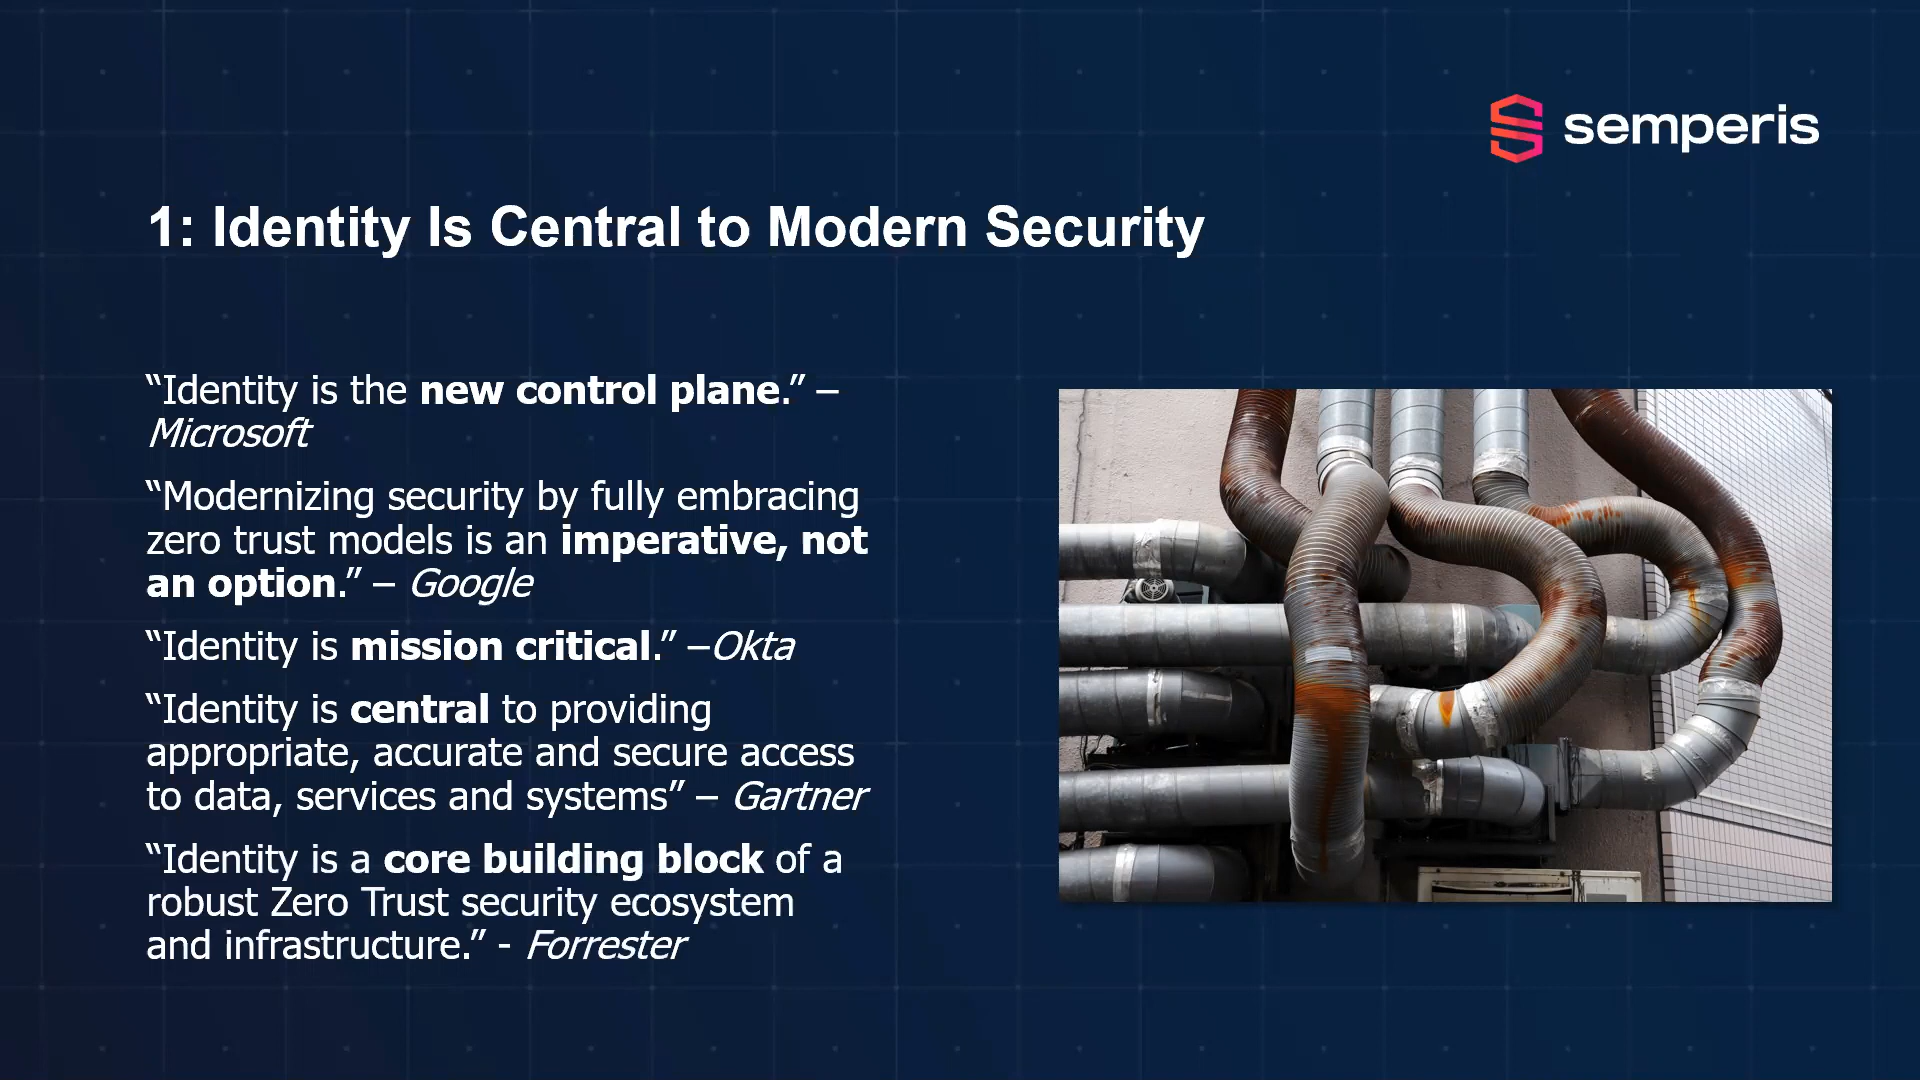 semperis
1: Identity Is Central to Modern Security
“Identity is the new control plane.” –
Microsoft
“Modernizing security by fully embracing
zero trust models is an imperative, not
an option.” – Google
“Identity is mission critical.” –Okta
“Identity is central to providing
appropriate, accurate and secure access
to data, services and systems” – Gartner
“Identity is a core building block of a
robust Zero Trust security ecosystem
and infrastructure.” - Forrester